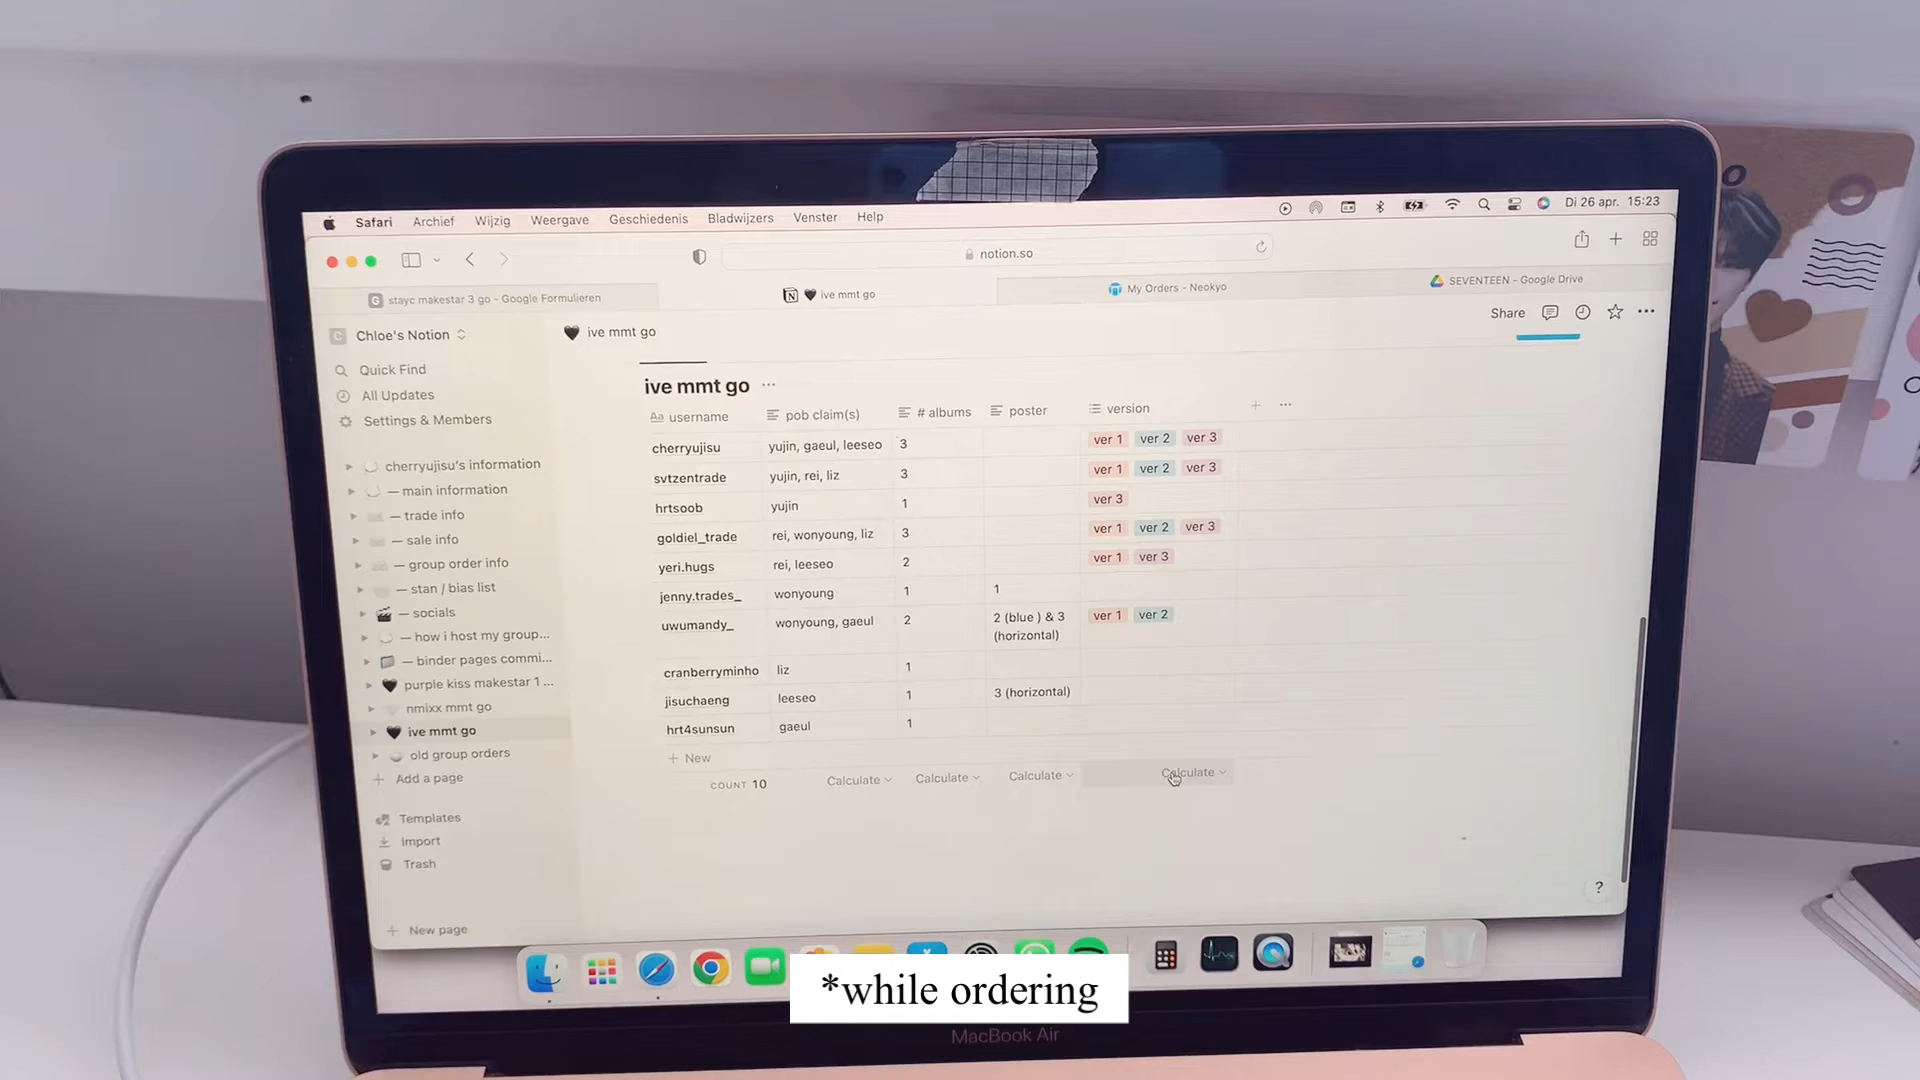 Safari Archief Wijzig Weergave Geschiedenis Bladwijzers Venster Help Di 26 apr. 15:23
notion.so
stayc makestar 3 go - Google Formulieren
ive mmt go
My Orders - Neokyo
SEVENTEEN - Google Drive
Chloe's Notion
ive mmt go
Share
Quick Find
All Updates
Settings & Members
cherryujisu's information
— main information
— trade info
— sale info
— group order info
— stan / bias list
— socials
— how i host my group...
— binder pages commi...
purple kiss makestar 1 ...
nmixx mmt go
ive mmt go
old group orders
Add a page
Templates
Import
Trash
New page
ive mmt go
Aa username pob claim(s) # albums poster version
cherryujisu yujin, gaeul, leeseo 3 ver 1 ver 2 ver 3
svtzentrade yujin, rei, liz 3 ver 1 ver 2 ver 3
hrtsoob yujin 1 ver 3
goldiel_trade rei, wonyoung, liz 3 ver 1 ver 2 ver 3
yeri.hugs rei, leeseo 2 ver 1 ver 3
jenny.trades_ wonyoung 1 1
uwumandy_ wonyoung, gaeul 2 2 (blue ) & 3 ver 1 ver 2
(horizontal)
cranberryminho liz 1
jisuchaeng leeseo 1 3 (horizontal)
hrt4sunsun gaeul 1
New
COUNT 10 Calculate Calculate Calculate Calculate
?
*while ordering
MacBook Air